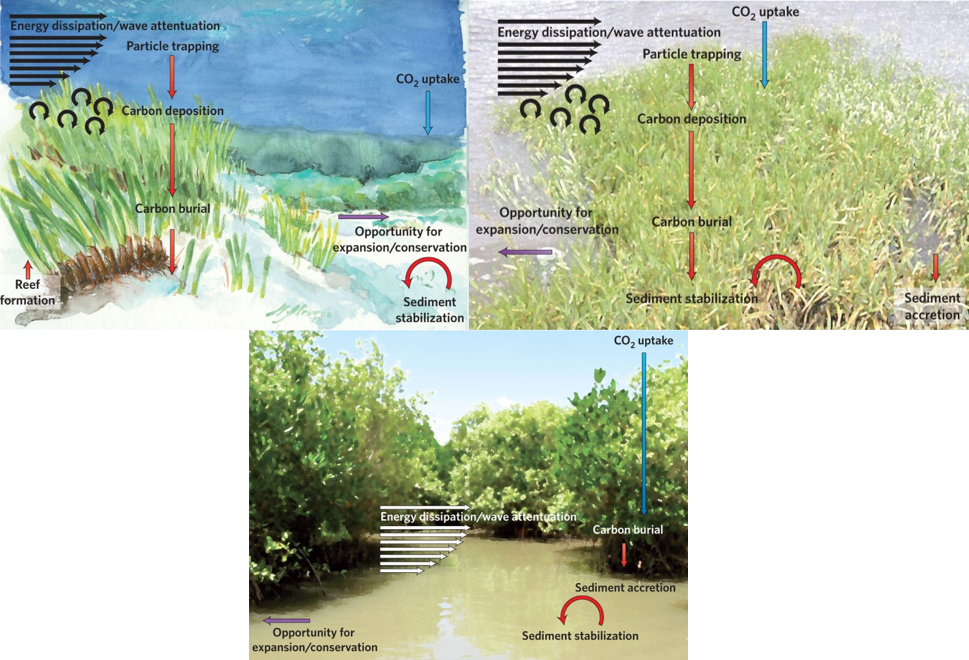 Energy dissipation/wave attentuation
Particle trapping
CO₂ uptake
Carbon deposition
Carbon burial
Opportunity for
expansion/conservation
Reef
formation
Sediment
stabilization
CO₂ uptake
Energy dissipation/wave attenuation
Particle trapping
Carbon deposition
Opportunity for
expansion/conservation
Carbon burial
Sediment stabilization
Sediment
accretion
CO₂ uptake
Energy dissipation/wave attentuation
Carbon burial
Sediment accretion
Sediment stabilization
Opportunity for
expansion/conservation